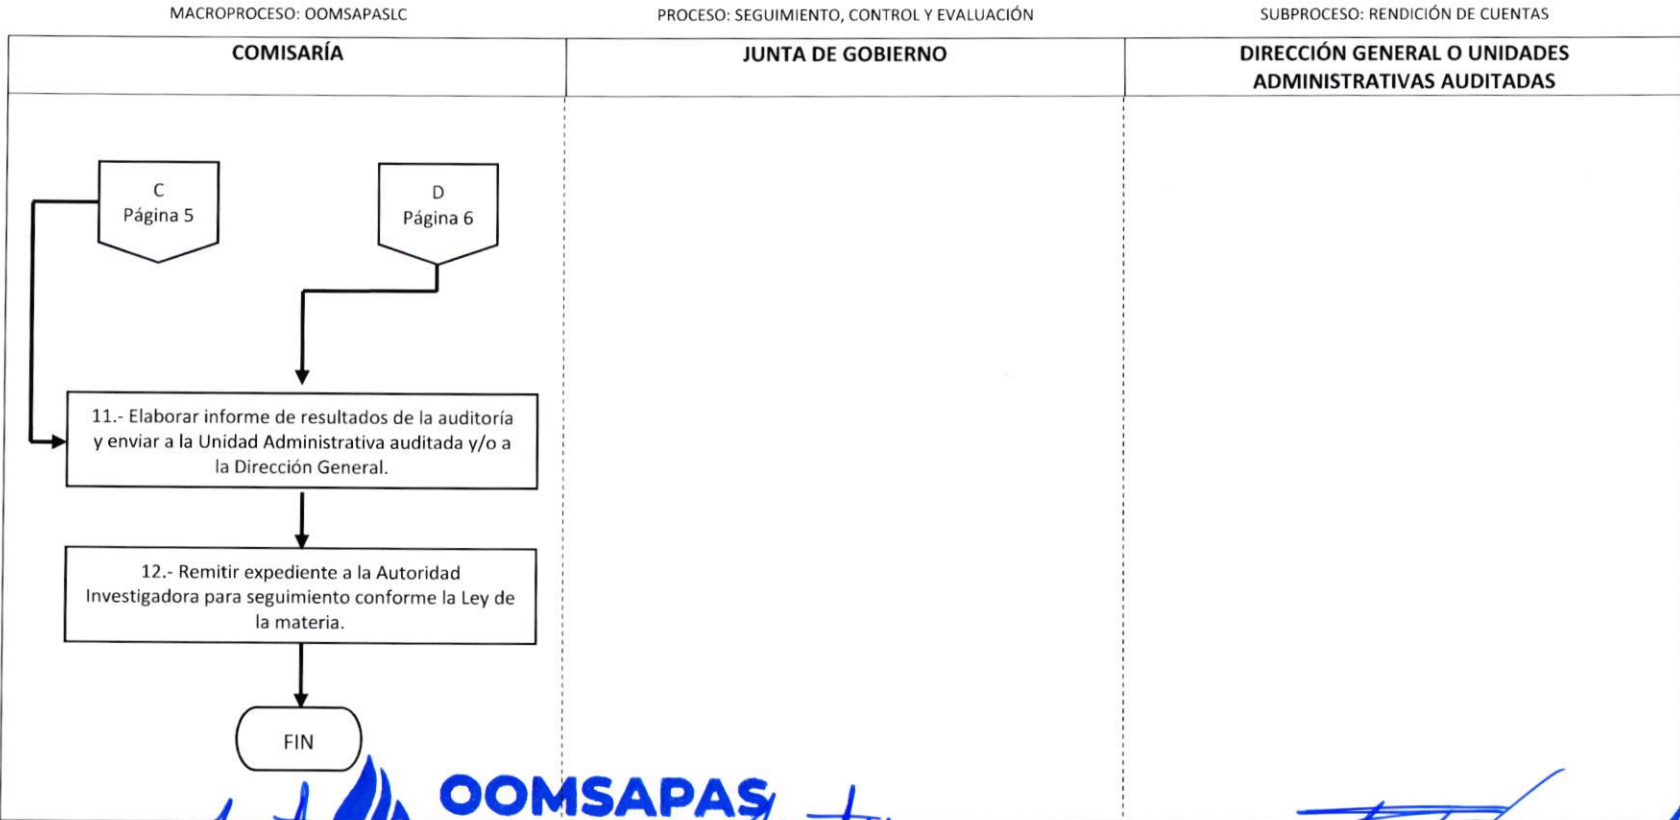 MACROPROCESO: OOMSAPASLC
PROCESO: SEGUIMIENTO, CONTROL Y EVALUACIÓN
SUBPROCESO: RENDICIÓN DE CUENTAS
COMISARÍA
JUNTA DE GOBIERNO
DIRECCIÓN GENERAL O UNIDADES
ADMINISTRATIVAS AUDITADAS
C
Página 5
D
Página 6
11.- Elaborar informe de resultados de la auditoría
y enviar a la Unidad Administrativa auditada y/o a
la Dirección General.
12.- Remitir expediente a la Autoridad
Investigadora para seguimiento conforme la Ley de
la materia.
FIN
OOMSAPAS